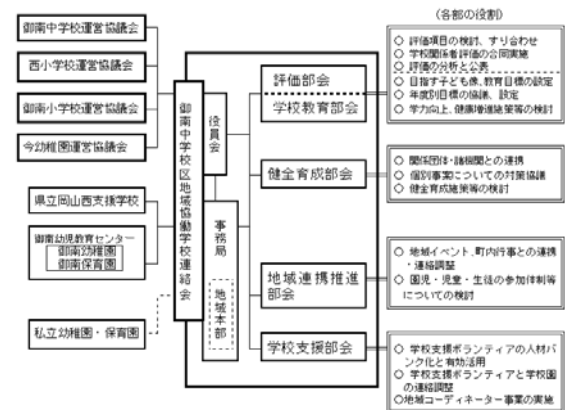 (各部の役割)
御南中学校運営協議会
西小学校運営協議会
御南小学校運営協議会
今幼稚園運営協議会
県立岡山西支援学校
御南幼児教育センター
御南幼稚園
御南保育園
私立幼稚園・保育園
御南中学校区地域協働学校連絡会
役員会
事務局
地域本部
評価部会
学校教育部会
健全育成部会
地域連携推進
部会
学校支援部会
○ 評価項目の検討、すり合わせ
○ 学校関係者評価の合同実施
○ 評価の分析と公表
○ 目指す子ども像、教育目標の設定
○ 年度別目標の協議、設定
○ 学力向上、健康増進施策等の検討
○ 関係団体・諸機関との連携
○ 個別事案についての対策協議
○ 健全育成施策等の検討
○ 地域イベント、町内行事との連携
・連絡調整
○ 園児・児童・生徒の参加体制等
についての検討
○ 学校支援ボランティアの人材バ
ンク化と有効活用
○ 学校支援ボランティアと学校園
の連絡調整
○地域コーディネーター事業の実施